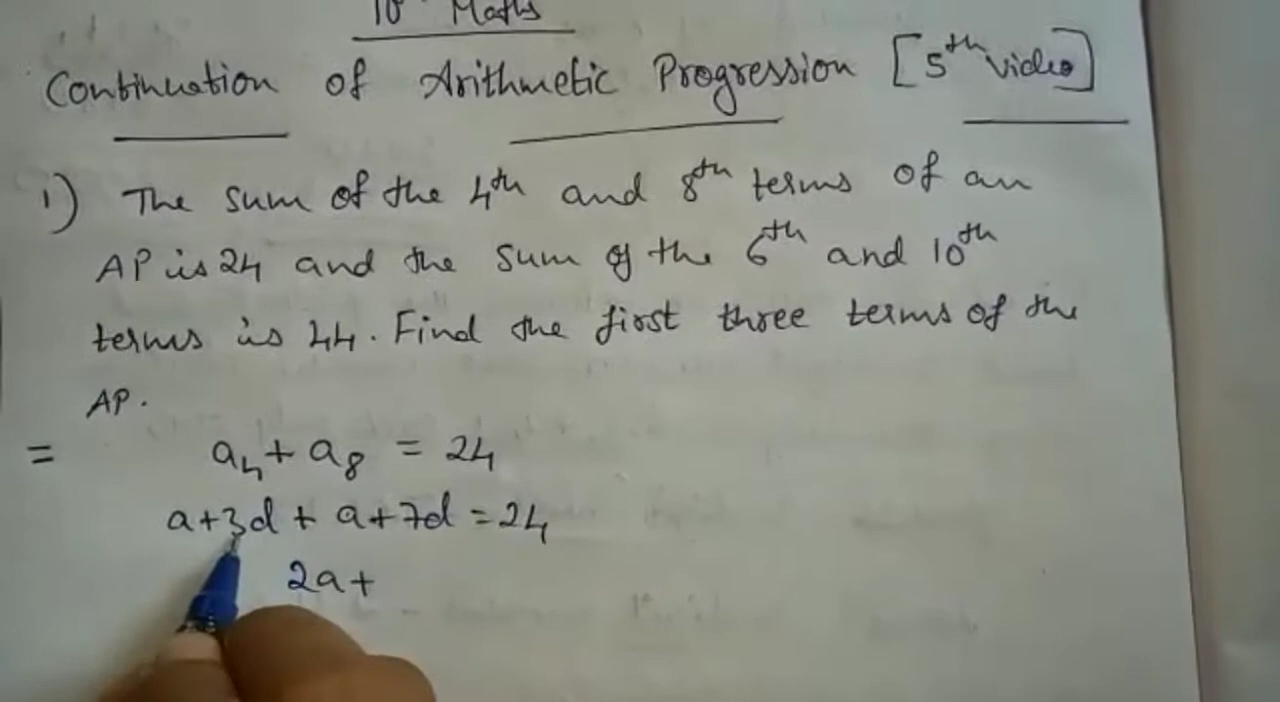 10 Maths
Continuation of Arithmetic Progression [5th video]
1) The sum of the 4th and 8th terms of an
AP is 24 and the sum of the 6th and 10th
terms is 44. Find the first three terms of the
AP.
= a₄ + a₈ = 24
a+3d + a+7d = 24
2a+